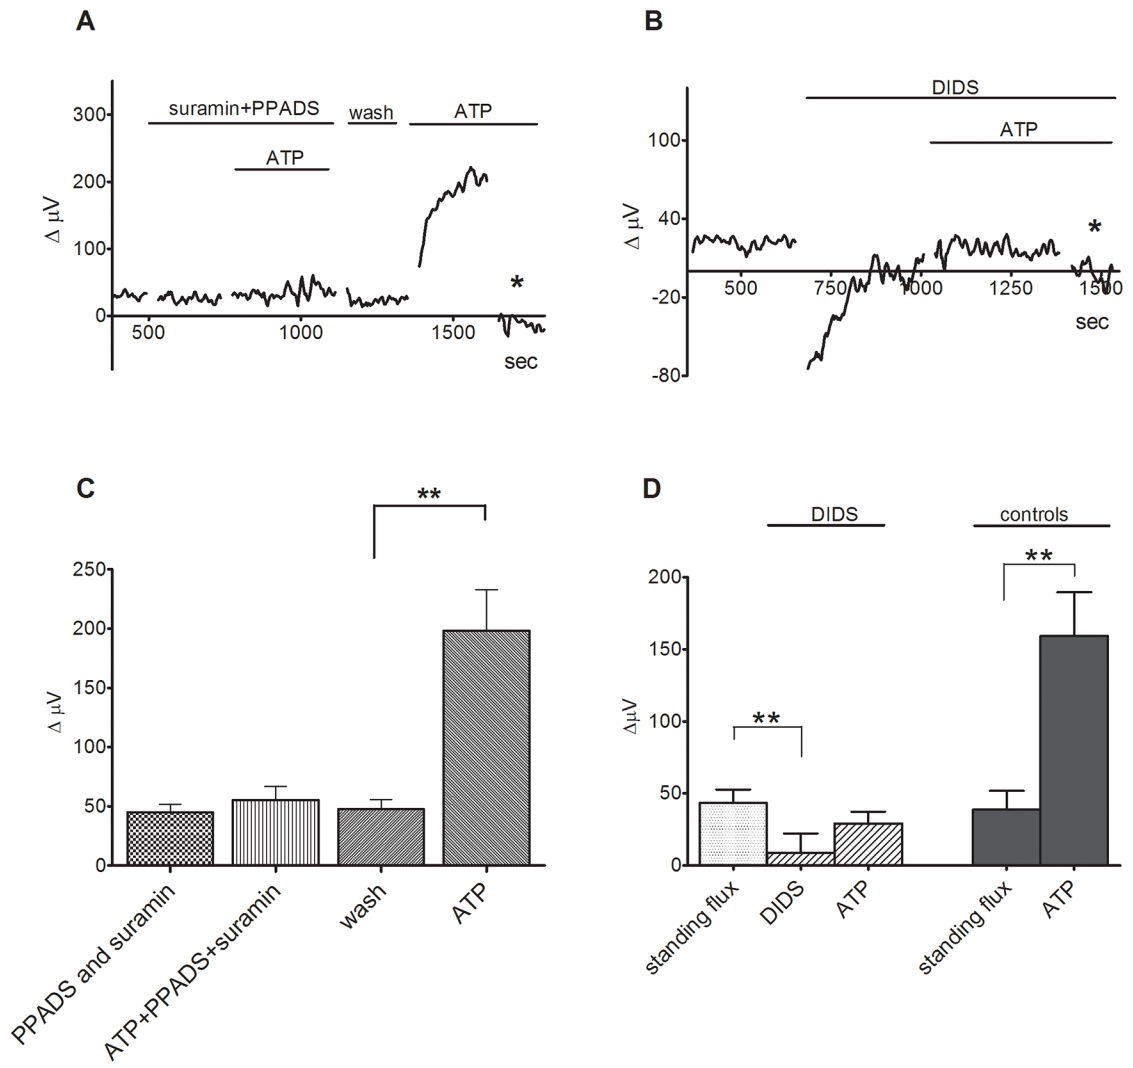 A
suramin+PPADS
wash
ATP
ATP
300
200
100
0
Δ μV
500
1000
1500
*
sec
B
DIDS
ATP
100
40
-20
-80
Δ μV
500
750
1000
1250
1500
*
sec
C
**
250
200
150
100
50
0
Δ μV
PPADS and suramin
ATP+PPADS+suramin
wash
ATP
D
DIDS
controls
**
**
200
150
100
50
0
ΔμV
standing flux
DIDS
ATP
standing flux
ATP